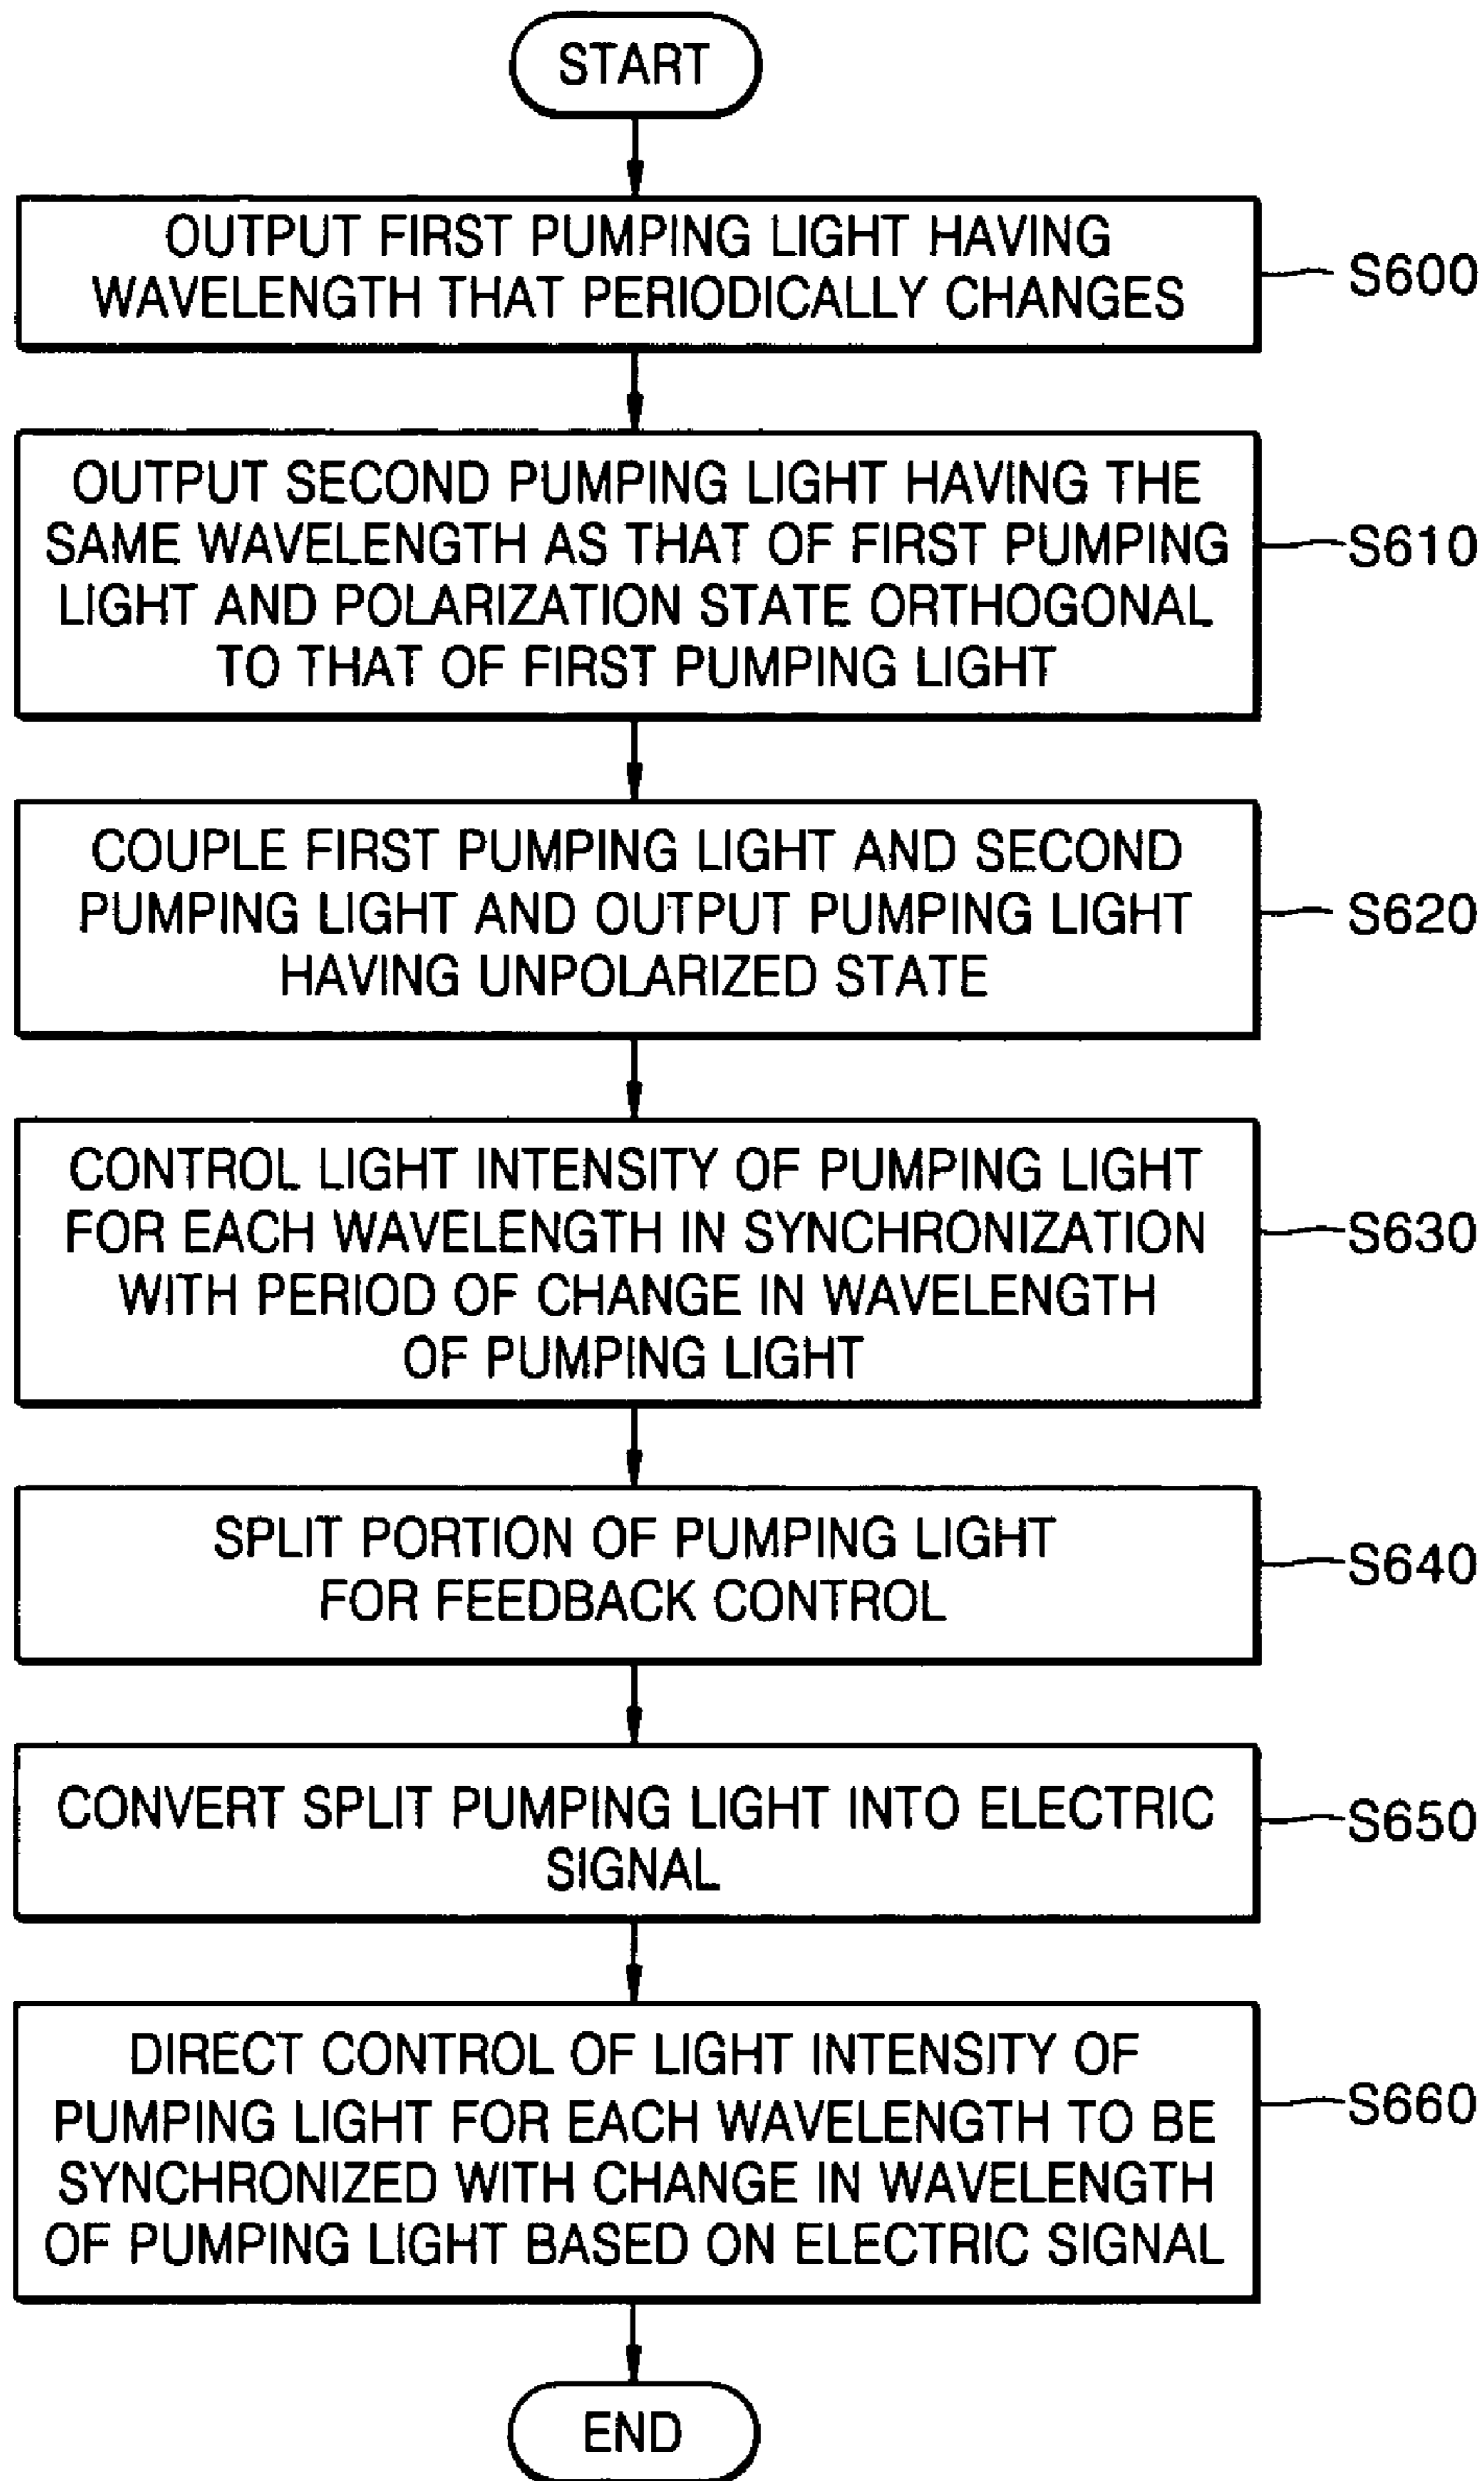 START
OUTPUT FIRST PUMPING LIGHT HAVING
WAVELENGTH THAT PERIODICALLY CHANGES
S600
OUTPUT SECOND PUMPING LIGHT HAVING THE
SAME WAVELENGTH AS THAT OF FIRST PUMPING
LIGHT AND POLARIZATION STATE ORTHOGONAL
TO THAT OF FIRST PUMPING LIGHT
S610
COUPLE FIRST PUMPING LIGHT AND SECOND
PUMPING LIGHT AND OUTPUT PUMPING LIGHT
HAVING UNPOLARIZED STATE
S620
CONTROL LIGHT INTENSITY OF PUMPING LIGHT
FOR EACH WAVELENGTH IN SYNCHRONIZATION
WITH PERIOD OF CHANGE IN WAVELENGTH
OF PUMPING LIGHT
S630
SPLIT PORTION OF PUMPING LIGHT
FOR FEEDBACK CONTROL
S640
CONVERT SPLIT PUMPING LIGHT INTO ELECTRIC
SIGNAL
S650
DIRECT CONTROL OF LIGHT INTENSITY OF
PUMPING LIGHT FOR EACH WAVELENGTH TO BE
SYNCHRONIZED WITH CHANGE IN WAVELENGTH
OF PUMPING LIGHT BASED ON ELECTRIC SIGNAL
S660
END